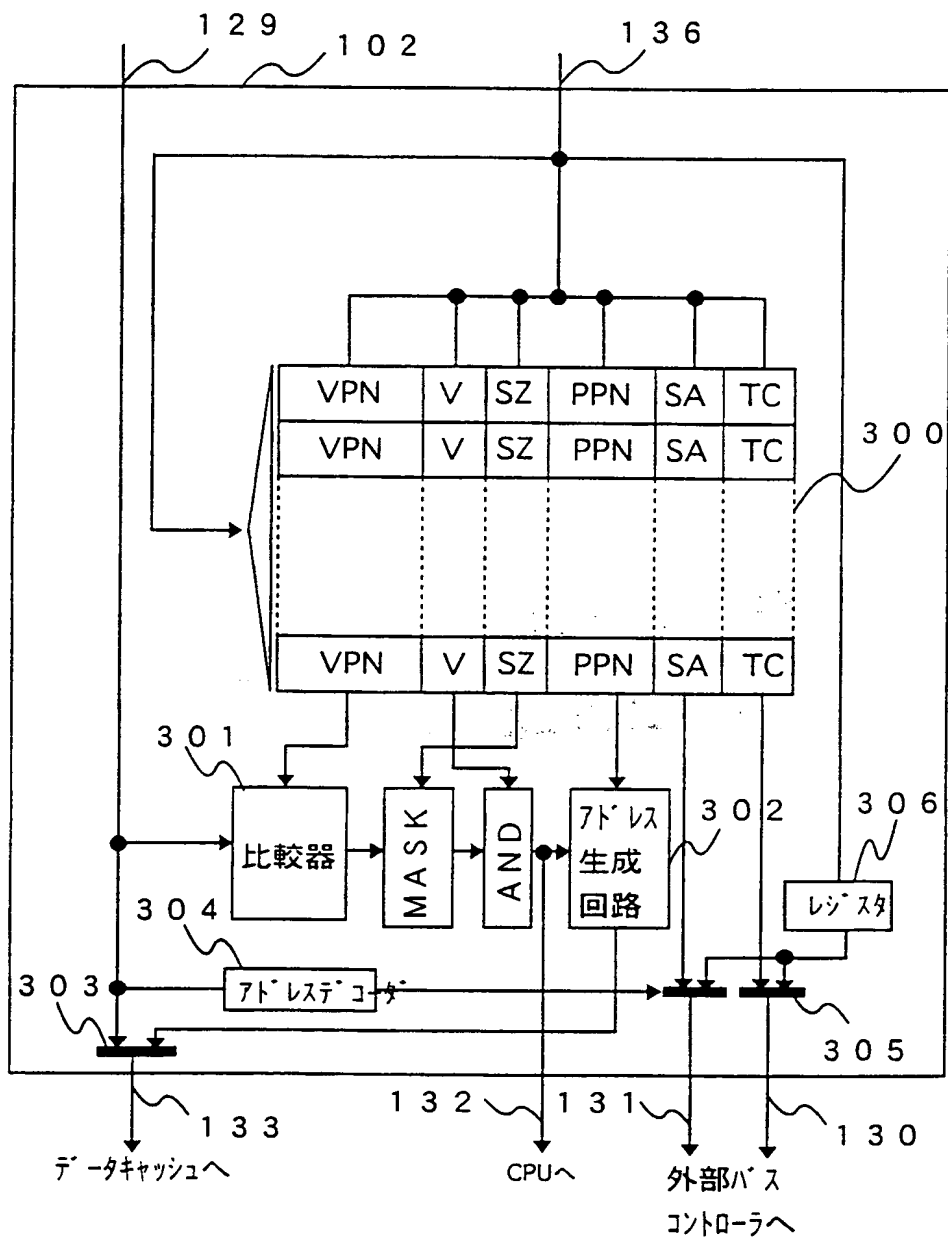 129
102
136
VPN V SZ PPN SA TC
VPN V SZ PPN SA TC
300
VPN V SZ PPN SA TC
301
比較器
MASK
AND
アドレス
生成
回路
302
306
レジスタ
304
アドレスデコーダ
303
305
133
132
131
130
データキャッシュへ
CPUへ
外部バス
コントローラへ